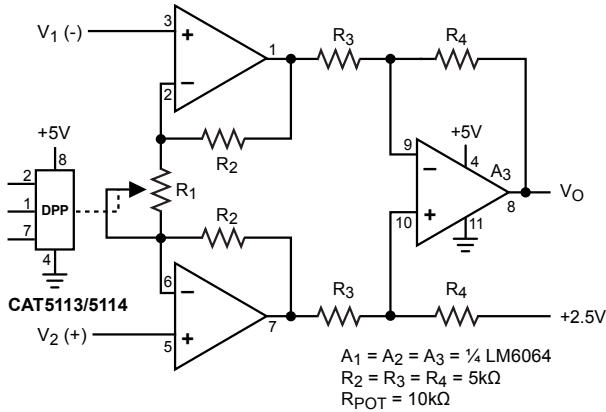 V1 (-)
3
+
1
−
2
R3
R4
R2
+5V
8
2
1
7
DPP
4
CAT5113/5114
R1
R2
9
−
+5V
4
A3
10
+
11
8
VO
6
−
V2 (+)
5
+
7
R3
R4
+2.5V
A1 = A2 = A3 = ¼ LM6064
R2 = R3 = R4 = 5kΩ
RPOT = 10kΩ